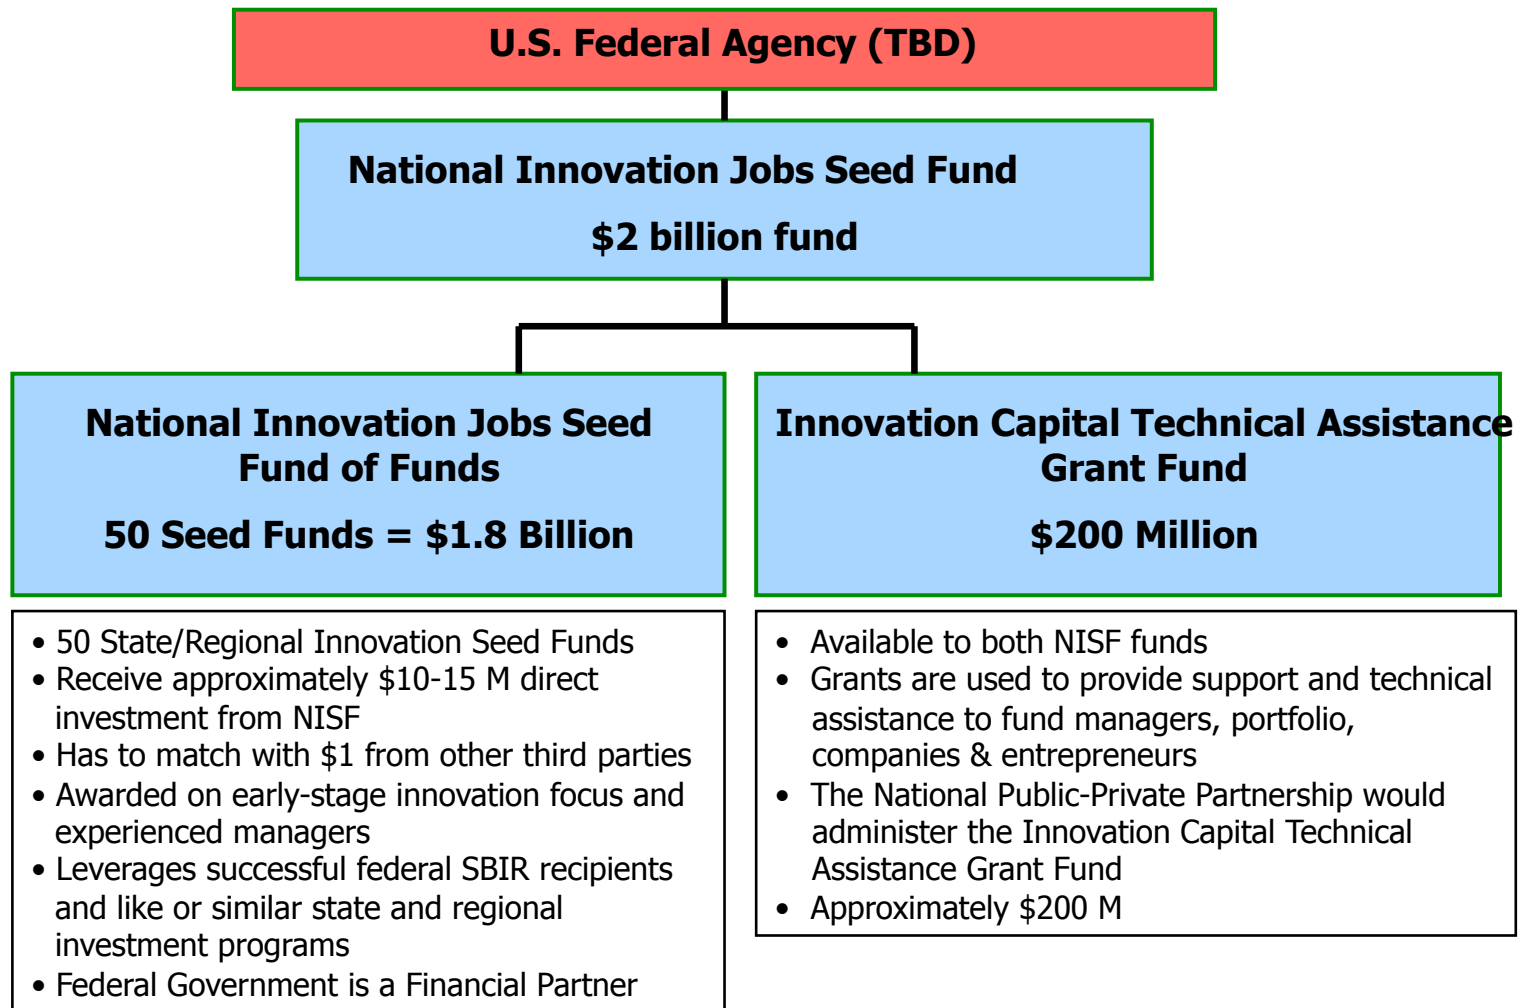 U.S. Federal Agency (TBD)
National Innovation Jobs Seed Fund
$2 billion fund
National Innovation Jobs Seed
Fund of Funds
50 Seed Funds = $1.8 Billion
• 50 State/Regional Innovation Seed Funds
• Receive approximately $10-15 M direct
investment from NISF
• Has to match with $1 from other third parties
• Awarded on early-stage innovation focus and
experienced managers
• Leverages successful federal SBIR recipients
and like or similar state and regional
investment programs
• Federal Government is a Financial Partner
Innovation Capital Technical Assistance
Grant Fund
$200 Million
• Available to both NISF funds
• Grants are used to provide support and technical
assistance to fund managers, portfolio,
companies & entrepreneurs
• The National Public-Private Partnership would
administer the Innovation Capital Technical
Assistance Grant Fund
• Approximately $200 M